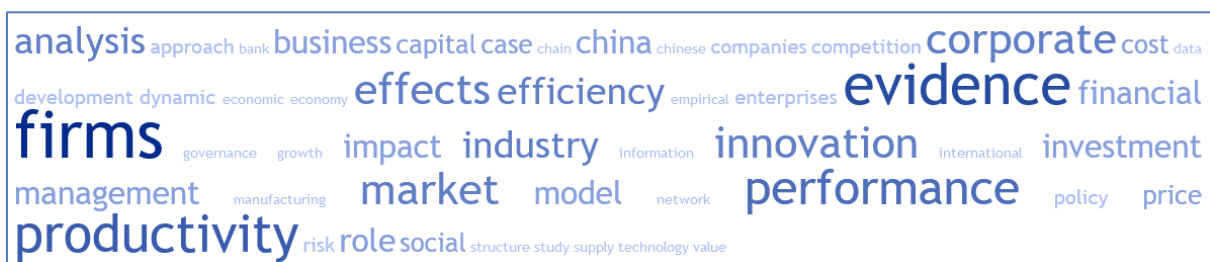 analysis approach bank business capital case chain china chinese companies competition corporate cost data
development dynamic economic economy effects efficiency empirical enterprises evidence financial
firms governance growth impact industry information innovation international investment
management manufacturing market model network performance policy price
productivity risk role social structure study supply technology value